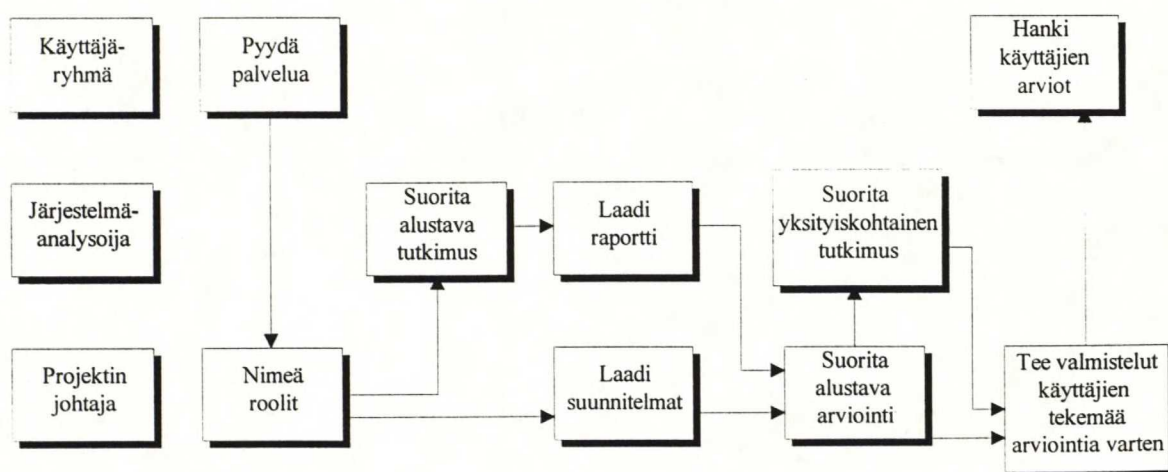 Käyttäjä-
ryhmä
Pyydä
palvelua
Hanki
käyttäjien
arviot
Järjestelmä-
analysoija
Suorita
alustava
tutkimus
Laadi
raportti
Suorita
yksityiskohtainen
tutkimus
Projektin
johtaja
Nimeä
roolit
Laadi
suunnitelmat
Suorita
alustava
arviointi
Tee valmistelut
käyttäjien
tekemää
arviointia varten